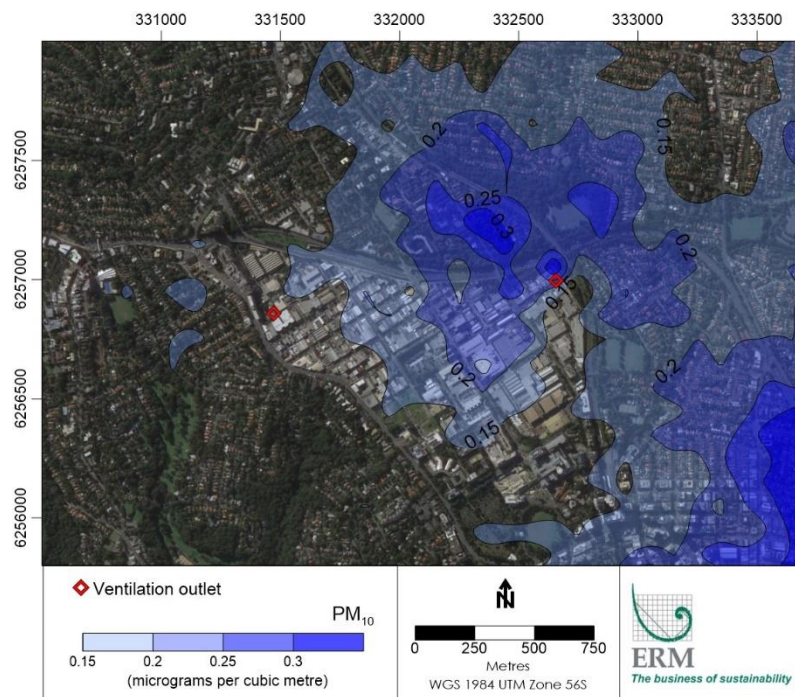 331000 331500 332000 332500 333000 333500
6257500
6257000
6256500
6256000
0.2
0.15
0.25
0.3
0.2
0.15
0.2
0.2
0.15
Ventilation outlet
PM10
0.15 0.2 0.25 0.3
(micrograms per cubic metre)
N
0 250 500 750
Metres
WGS 1984 UTM Zone 56S
ERM
The business of sustainability